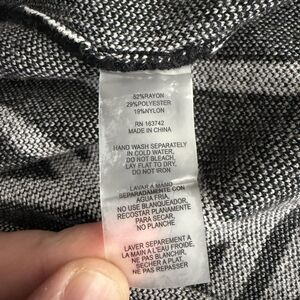 52%RAYON
29%POLYESTER
19%NYLON
RN 163742
MADE IN CHINA
HAND WASH SEPARATELY
IN COLD WATER,
DO NOT BLEACH,
LAY FLAT TO DRY,
DO NOT IRON
LAVAR A MANO
SEPARADAMENTE CON
AGUA FRIA,
NO USE BLANQUEADOR,
RECOSTAR PLANAMENTE
PARA SECAR,
NO PLANCHE
LAVER SEPAREMENT A
LA MAIN A L'EAU FROIDE,
NE PAS BLANCHIR,
SECHER A PLAT,
NE PAS REPASSER